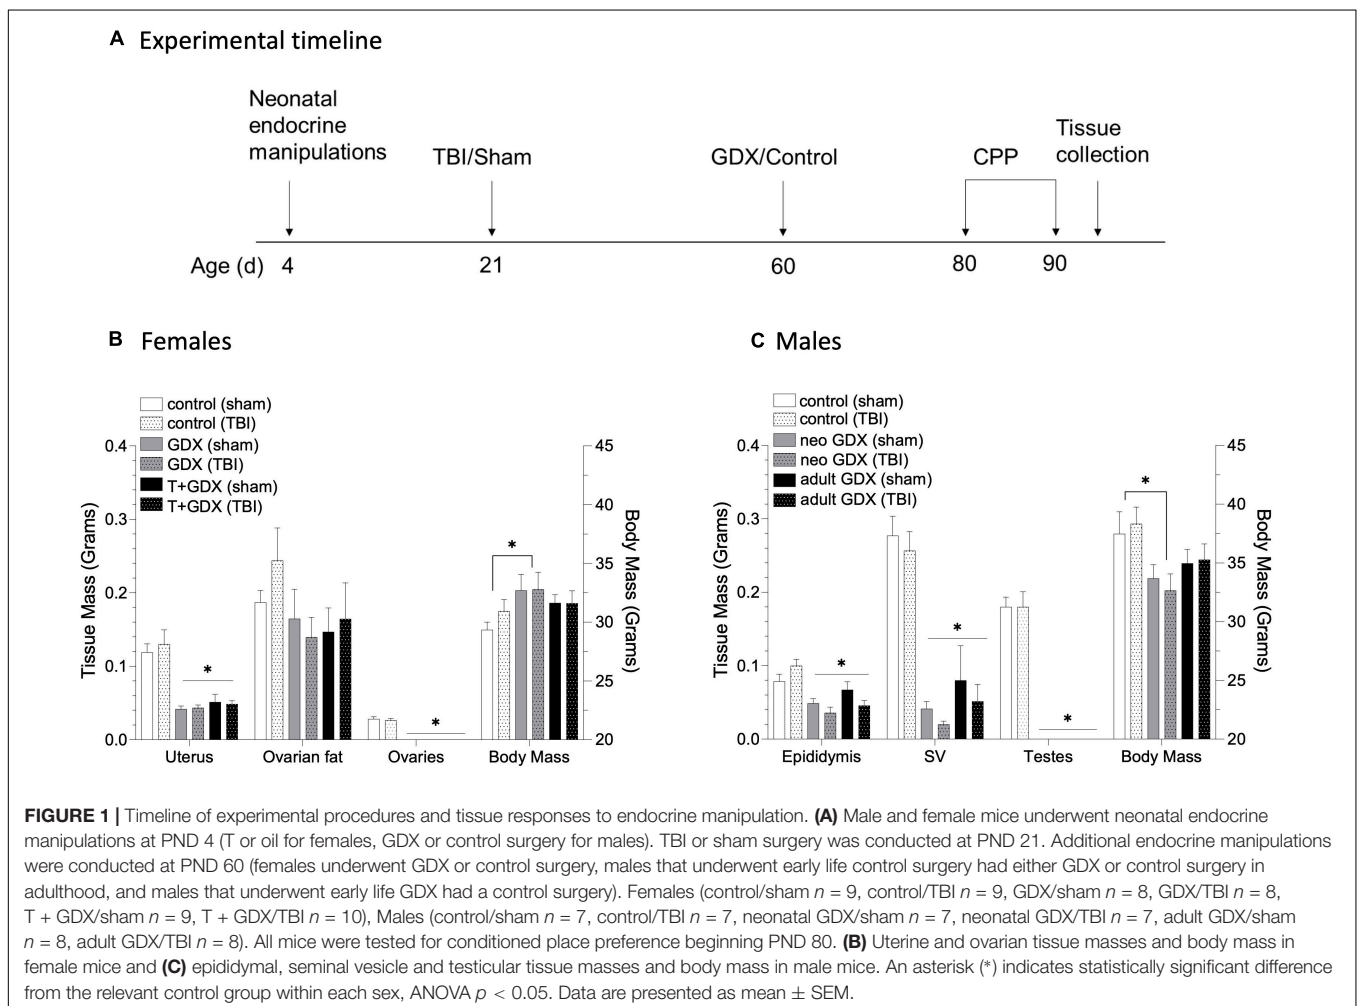 A Experimental timeline
Neonatal
endocrine
manipulations
TBI/Sham
GDX/Control
CPP
Tissue
collection
Age (d) 4 21 60 80 90
B Females
control (sham)
control (TBI)
GDX (sham)
GDX (TBI)
T+GDX (sham)
T+GDX (TBI)
Tissue Mass (Grams)
0.4
0.3
0.2
0.1
0.0
*
*
*
45
40
35
30
25
20
Body Mass (Grams)
Uterus Ovarian fat Ovaries Body Mass
C Males
control (sham)
control (TBI)
neo GDX (sham)
neo GDX (TBI)
adult GDX (sham)
adult GDX (TBI)
Tissue Mass (Grams)
0.4
0.3
0.2
0.1
0.0
*
*
*
*
45
40
35
30
25
20
Body Mass (Grams)
Epididymis SV Testes Body Mass
FIGURE 1 | Timeline of experimental procedures and tissue responses to endocrine manipulation. (A) Male and female mice underwent neonatal endocrine
manipulations at PND 4 (T or oil for females, GDX or control surgery for males). TBI or sham surgery was conducted at PND 21. Additional endocrine manipulations
were conducted at PND 60 (females underwent GDX or control surgery, males that underwent early life control surgery had either GDX or control surgery in
adulthood, and males that underwent early life GDX had a control surgery). Females (control/sham n = 9, control/TBI n = 9, GDX/sham n = 8, GDX/TBI n = 8,
T + GDX/sham n = 9, T + GDX/TBI n = 10), Males (control/sham n = 7, control/TBI n = 7, neonatal GDX/sham n = 7, neonatal GDX/TBI n = 7, adult GDX/sham
n = 8, adult GDX/TBI n = 8). All mice were tested for conditioned place preference beginning PND 80. (B) Uterine and ovarian tissue masses and body mass in
female mice and (C) epididymal, seminal vesicle and testicular tissue masses and body mass in male mice. An asterisk (*) indicates statistically significant difference
from the relevant control group within each sex, ANOVA p < 0.05. Data are presented as mean ± SEM.